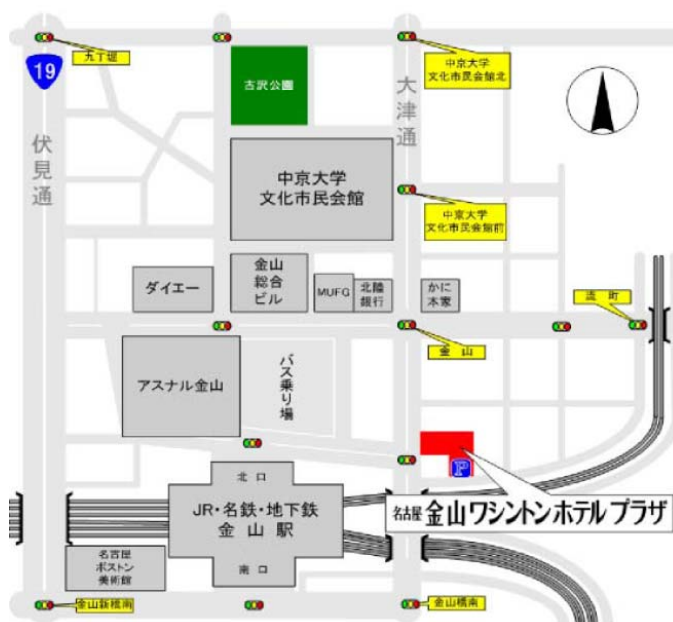 九丁堀
19
古沢公園
大津通
中京大学
文化市民会館北
伏見通
中京大学
文化市民会館
中京大学
文化市民会館前
ダイエー
金山
総合
ビル
MUFG
北陸
銀行
かに
本家
流町
金山
アスナル金山
バス乗り場
北口
P
JR・名鉄・地下鉄
金山駅
名古屋 金山ワシントンホテルプラザ
名古屋
ボストン
美術館
南口
金山新橋南
金山橋南